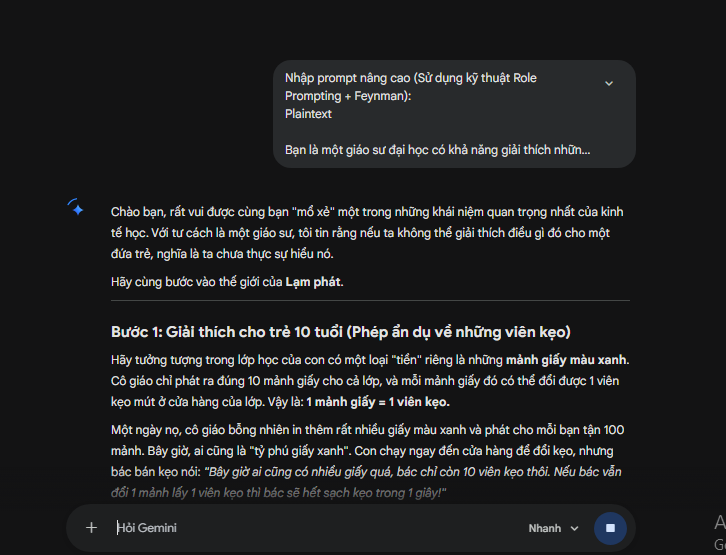 Nhập prompt nâng cao (Sử dụng kỹ thuật Role
Prompting + Feynman):
Plaintext
Bạn là một giáo sư đại học có khả năng giải thích nhữn...
Chào bạn, rất vui được cùng bạn "mổ xẻ" một trong những khái niệm quan trọng nhất của kinh
tế học. Với tư cách là một giáo sư, tôi tin rằng nếu ta không thể giải thích điều gì đó cho một
đứa trẻ, nghĩa là ta chưa thực sự hiểu nó.
Hãy cùng bước vào thế giới của Lạm phát.
Bước 1: Giải thích cho trẻ 10 tuổi (Phép ẩn dụ về những viên kẹo)
Hãy tưởng tượng trong lớp học của con có một loại "tiền" riêng là những mảnh giấy màu xanh.
Cô giáo chỉ phát ra đúng 10 mảnh giấy cho cả lớp, và mỗi mảnh giấy đó có thể đổi được 1 viên
kẹo mút ở cửa hàng của lớp. Vậy là: 1 mảnh giấy = 1 viên kẹo.
Một ngày nọ, cô giáo bỗng nhiên in thêm rất nhiều giấy màu xanh và phát cho mỗi bạn tận 100
mảnh. Bây giờ, ai cũng là "tỷ phú giấy xanh". Con chạy ngay đến cửa hàng để đổi kẹo, nhưng
bác bán kẹo nói: "Bây giờ ai cũng có nhiều giấy quá, bác chỉ còn 10 viên kẹo thôi. Nếu bác vẫn
đổi 1 mảnh lấy 1 viên kẹo thì bác sẽ hết sạch kẹo trong 1 giây!"
Hỏi Gemini
Nhanh